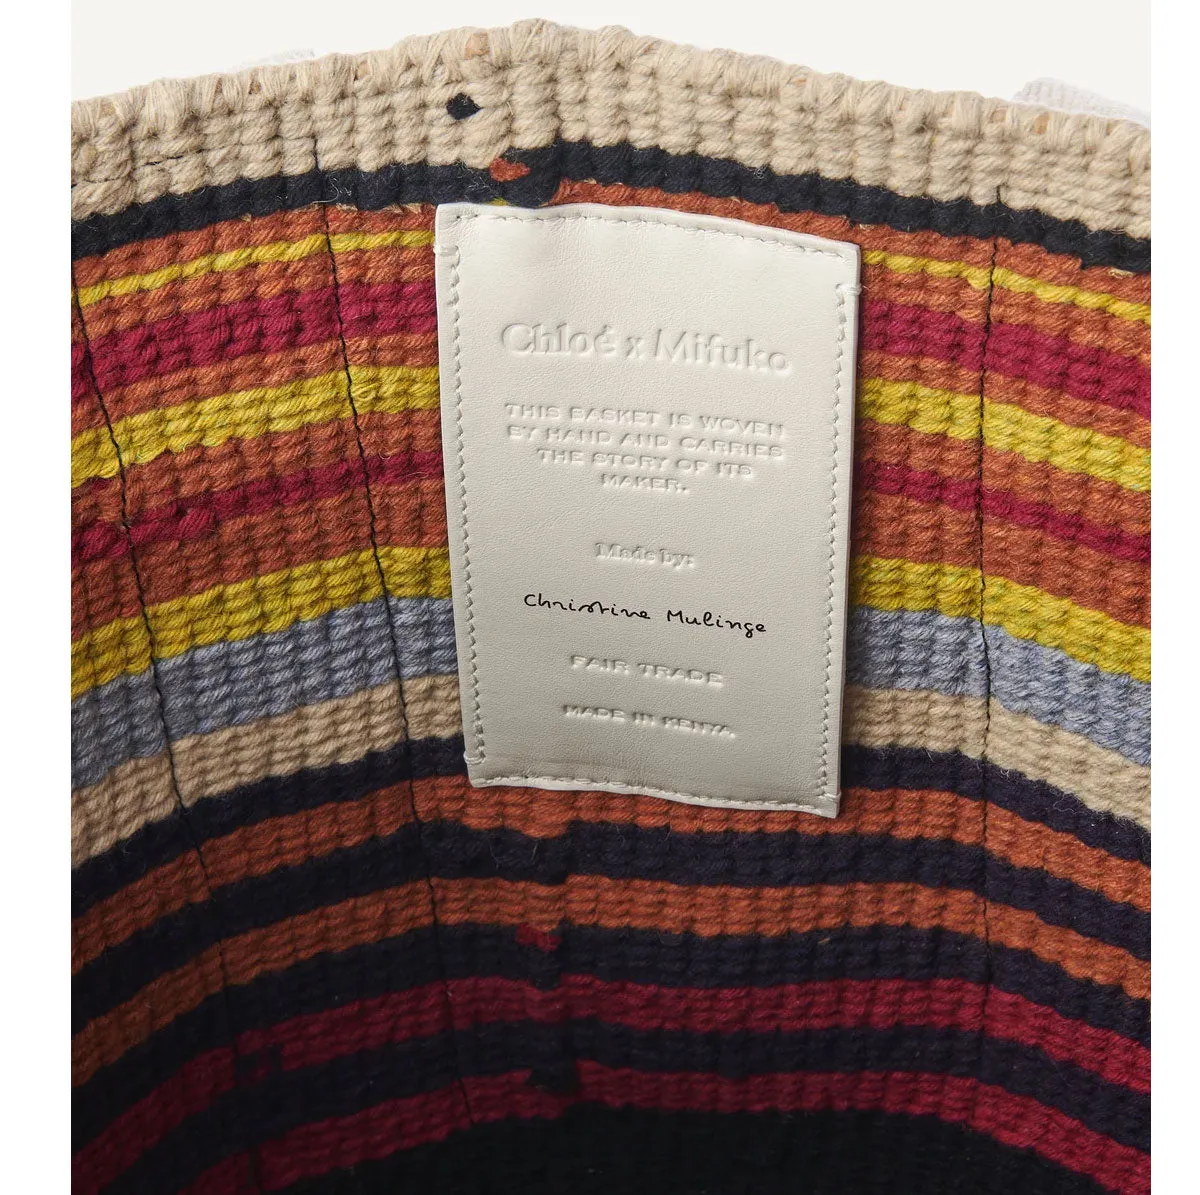 Chloé x Mifuko
THIS BASKET IS WOVEN
BY HAND AND CARRIES
THE STORY OF ITS
MAKER.
Made by:
Christine Mulinge
FAIR TRADE
MADE IN KENYA